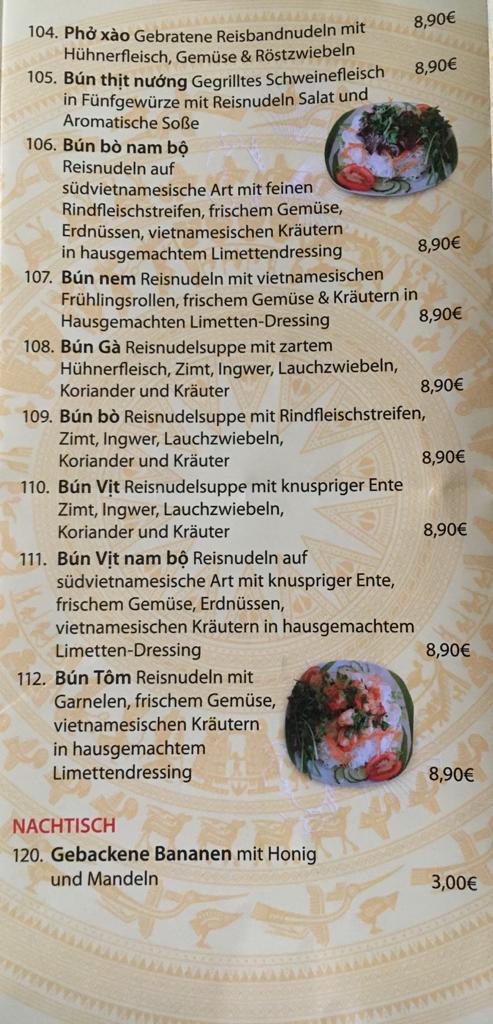 104. Phở xào Gebratene Reisbandnudeln mit 8,90€
Hühnerfleisch, Gemüse & Röstzwiebeln
105. Bún thịt nướng Gegrilltes Schweinefleisch 8,90€
in Fünfgewürze mit Reisnudeln Salat und
Aromatische Soße
106. Bún bò nam bộ
Reisnudeln auf
südvietnamesische Art mit feinen
Rindfleischstreifen, frischem Gemüse,
Erdnüssen, vietnamesischen Kräutern
in hausgemachtem Limettendressing 8,90€
107. Bún nem Reisnudeln mit vietnamesischen
Frühlingsrollen, frischem Gemüse & Kräutern in
Hausgemachten Limetten-Dressing 8,90€
108. Bún Gà Reisnudelsuppe mit zartem
Hühnerfleisch, Zimt, Ingwer, Lauchzwiebeln,
Koriander und Kräuter 8,90€
109. Bún bò Reisnudelsuppe mit Rindfleischstreifen,
Zimt, Ingwer, Lauchzwiebeln,
Koriander und Kräuter 8,90€
110. Bún Vịt Reisnudelsuppe mit knuspriger Ente
Zimt, Ingwer, Lauchzwiebeln,
Koriander und Kräuter 8,90€
111. Bún Vịt nam bộ Reisnudeln auf
südvietnamesische Art mit knuspriger Ente,
frischem Gemüse, Erdnüssen,
vietnamesischen Kräutern in hausgemachtem
Limetten-Dressing 8,90€
112. Bún Tôm Reisnudeln mit
Garnelen, frischem Gemüse,
vietnamesischen Kräutern
in hausgemachtem
Limettendressing 8,90€
NACHTISCH
120. Gebackene Bananen mit Honig
und Mandeln 3,00€